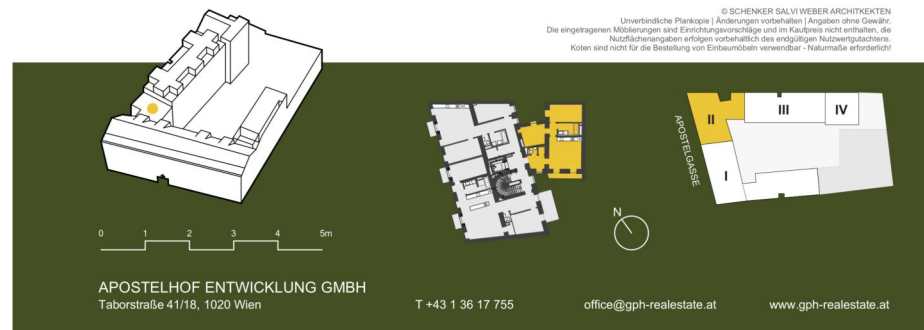 © SCHENKER SALVI WEBER ARCHITKEKTEN
Unverbindliche Plankopie | Änderungen vorbehalten | Angaben ohne Gewähr.
Die eingetragenen Möblierungen sind Einrichtungsvorschläge und im Kaufpreis nicht enthalten, die
Nutzflächenangaben erfolgen vorbehaltlich des endgültigen Nutzwertgutachtens.
Koten sind nicht für die Bestellung von Einbaumöbeln verwendbar - Naturmaße erforderlich!
II
III
IV
APOSTELGASSE
I
N
0 1 2 3 4 5m
APOSTELHOF ENTWICKLUNG GMBH
Taborstraße 41/18, 1020 Wien
T +43 1 36 17 755
office@gph-realestate.at
www.gph-realestate.at